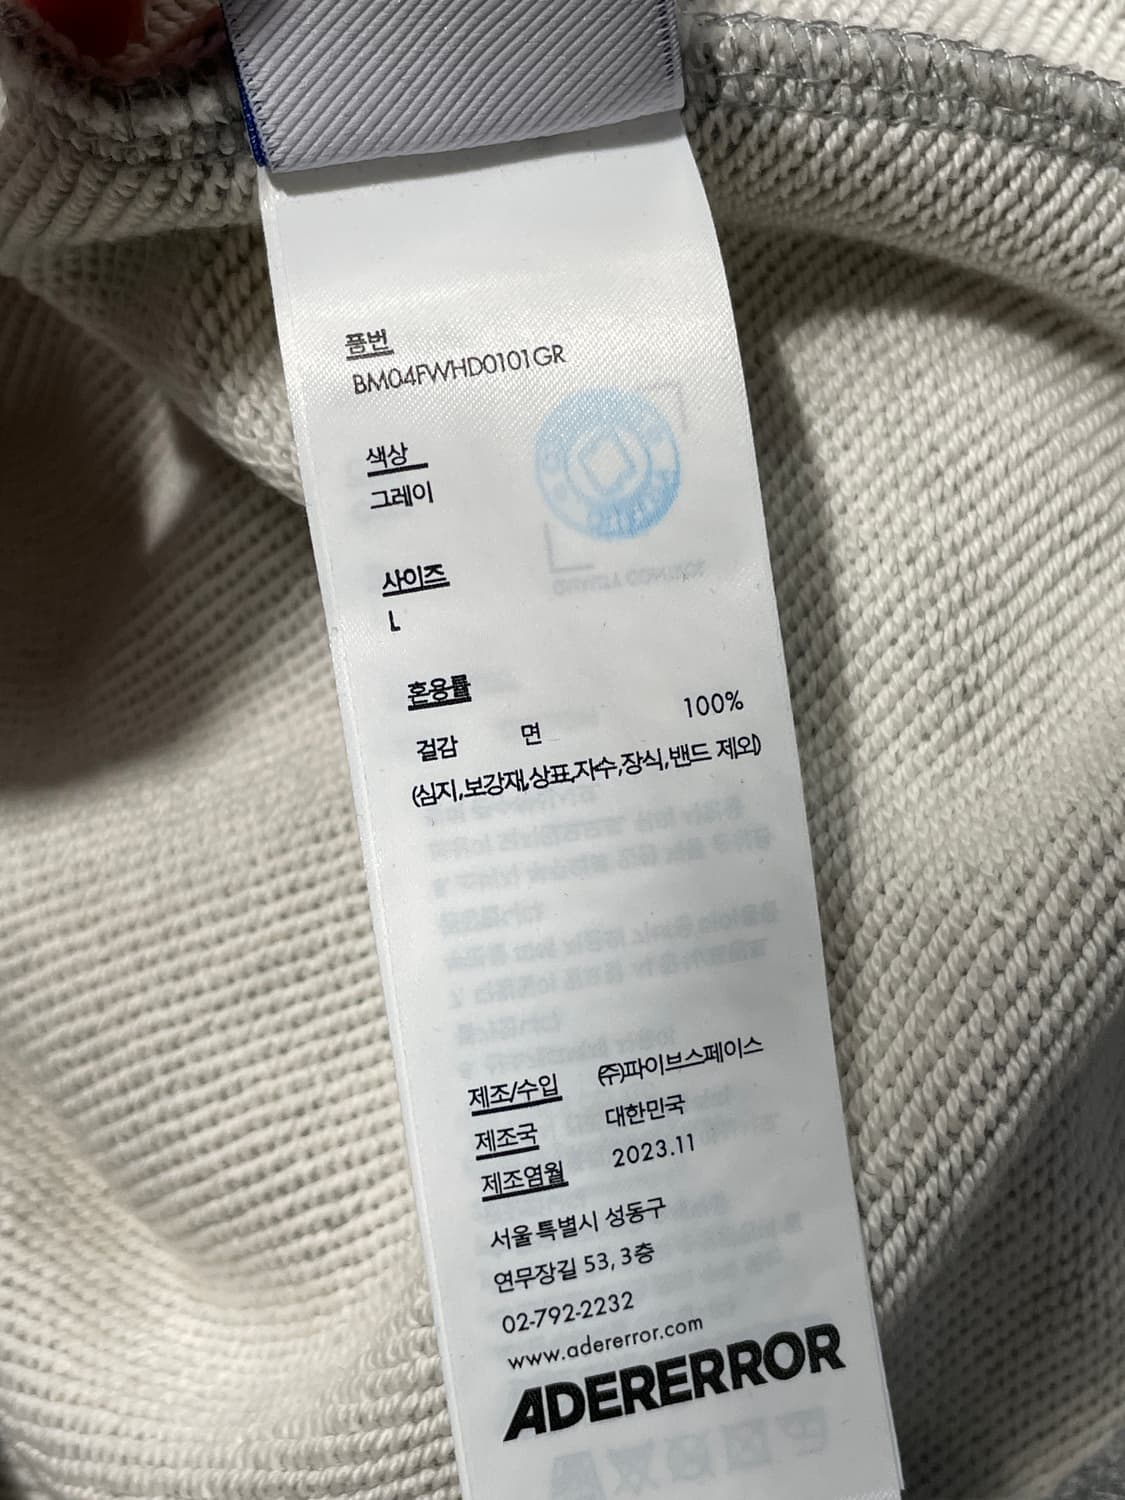 품번
BM04FWHD0101GR
색상
그레이
사이즈
L
혼용률
겉감 면 100%
(심지,보강재,상표,자수,장식,밴드 제외)
제조/수입 (주)파이브스페이스
제조국 대한민국
제조염월 2023.11
서울특별시 성동구
연무장길 53, 3층
02-792-2232
www.adererror.com
ADERERROR